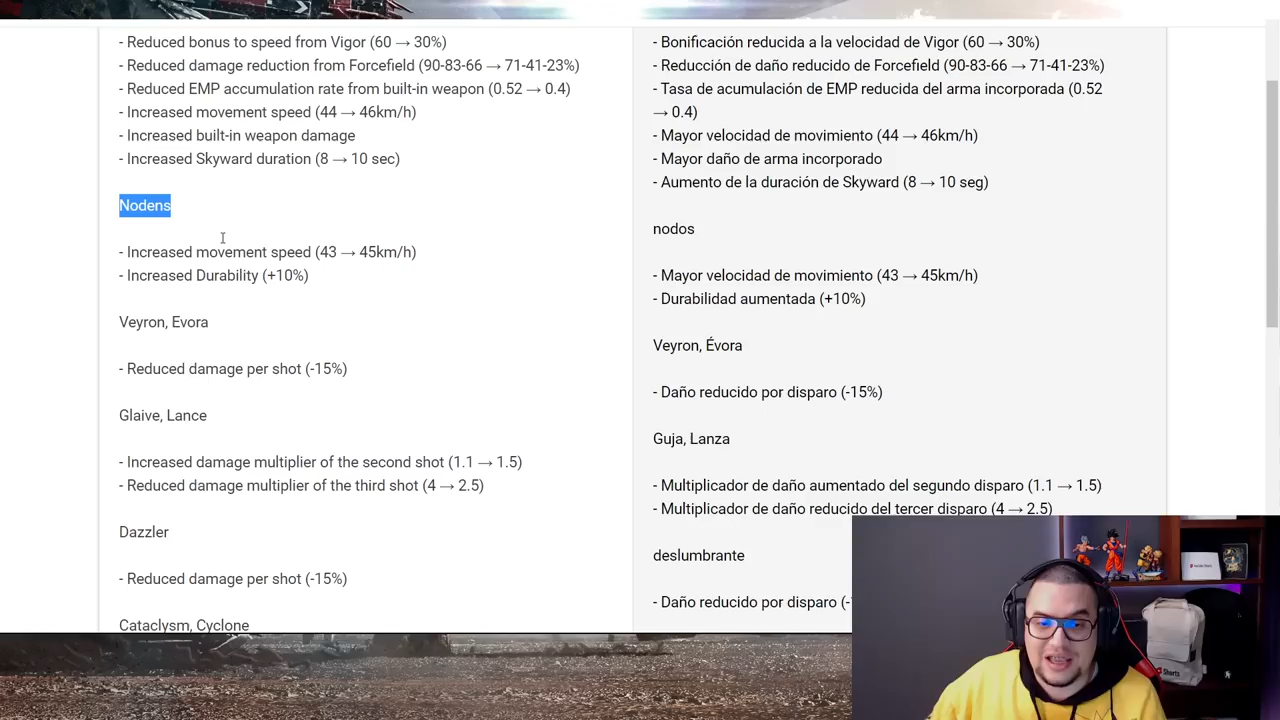 - Reduced bonus to speed from Vigor (60 → 30%)
- Reduced damage reduction from Forcefield (90-83-66 → 71-41-23%)
- Reduced EMP accumulation rate from built-in weapon (0.52 → 0.4)
- Increased movement speed (44 → 46km/h)
- Increased built-in weapon damage
- Increased Skyward duration (8 → 10 sec)
Nodens
- Increased movement speed (43 → 45km/h)
- Increased Durability (+10%)
Veyron, Evora
- Reduced damage per shot (-15%)
Glaive, Lance
- Increased damage multiplier of the second shot (1.1 → 1.5)
- Reduced damage multiplier of the third shot (4 → 2.5)
Dazzler
- Reduced damage per shot (-15%)
Cataclysm, Cyclone
- Bonificación reducida a la velocidad de Vigor (60 → 30%)
- Reducción de daño reducido de Forcefield (90-83-66 → 71-41-23%)
- Tasa de acumulación de EMP reducida del arma incorporada (0.52
→ 0.4)
- Mayor velocidad de movimiento (44 → 46km/h)
- Mayor daño de arma incorporado
- Aumento de la duración de Skyward (8 → 10 seg)
nodos
- Mayor velocidad de movimiento (43 → 45km/h)
- Durabilidad aumentada (+10%)
Veyron, Évora
- Daño reducido por disparo (-15%)
Guja, Lanza
- Multiplicador de daño aumentado del segundo disparo (1.1 → 1.5)
- Multiplicador de daño reducido del tercer disparo (4 → 2.5)
deslumbrante
- Daño reducido por disparo (-
Shorts